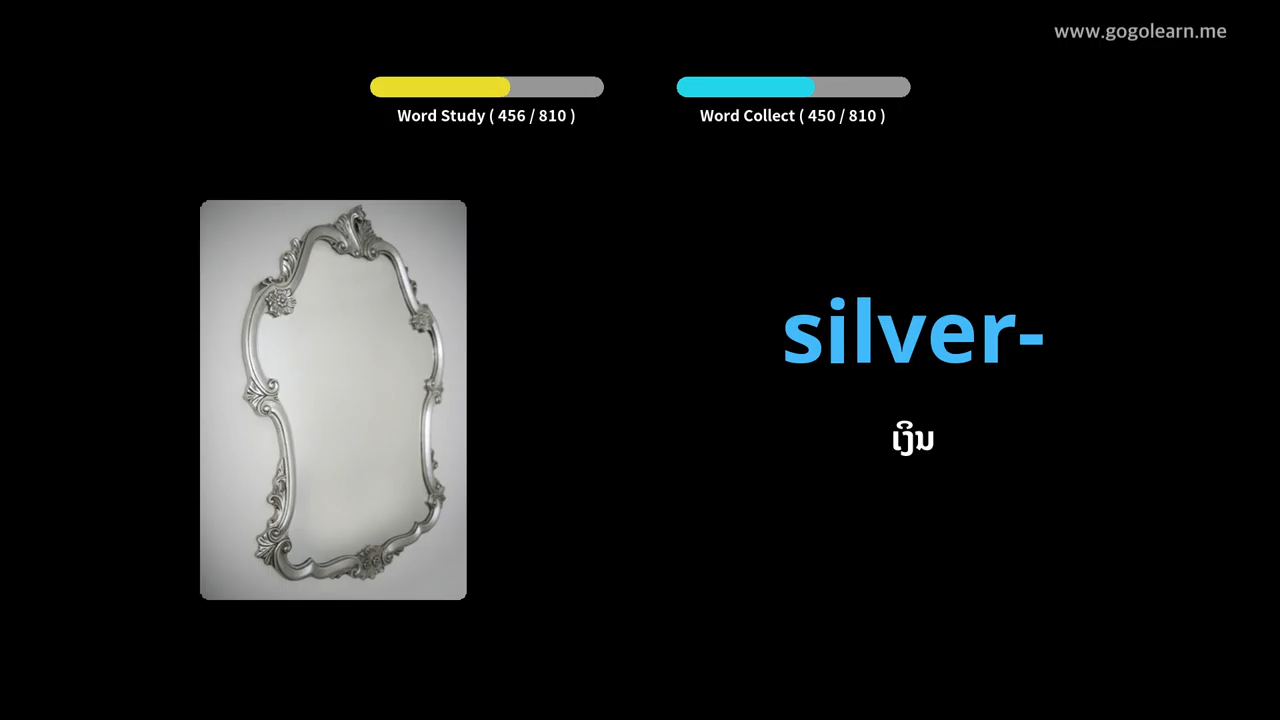 www.gogolearn.me
Word Study ( 456 / 810 )
Word Collect ( 450 / 810 )
silver-
ເງິນ